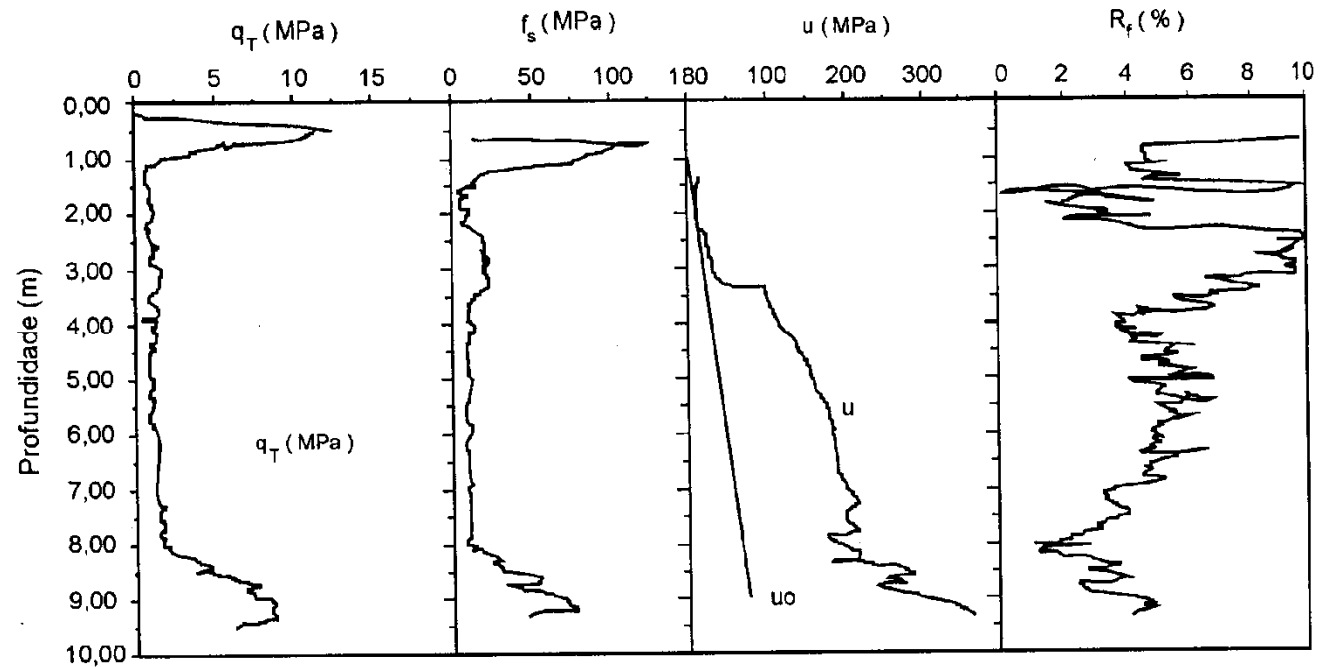 q_T (MPa) f_s (MPa) u (MPa) R_f (%)
0 5 10 15 0 50 100 180 100 200 300 0 2 4 6 8 10
0,00
1,00
2,00
3,00
4,00
5,00
6,00
7,00
8,00
9,00
10,00
Profundidade (m)
q_T (MPa)
u
uo